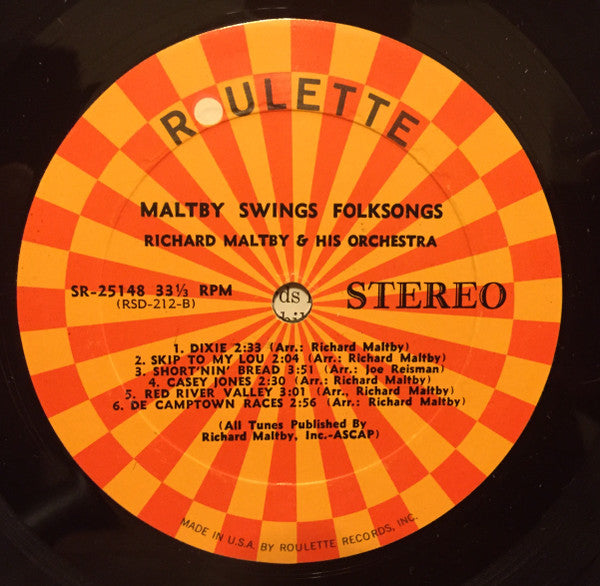 ROULETTE
MALTBY SWINGS FOLKSONGS
RICHARD MALTBY & HIS ORCHESTRA
SR-25148 33⅓ RPM
(RSD-212-B)
STEREO
ds
1. DIXIE 2:33 (Arr.: Richard Maltby)
2. SKIP TO MY LOU 2:04 (Arr.: Richard Maltby)
3. SHORT'NIN' BREAD 3:51 (Arr.: Joe Reisman)
4. CASEY JONES 2:30 (Arr.: Richard Maltby)
5. RED RIVER VALLEY 3:01 (Arr., Richard Maltby)
6. DE CAMPTOWN RACES 2:56 (Arr.: Richard Maltby)
(All Tunes Published By
Richard Maltby, Inc.-ASCAP)
MADE IN U.S.A. BY ROULETTE RECORDS, INC.